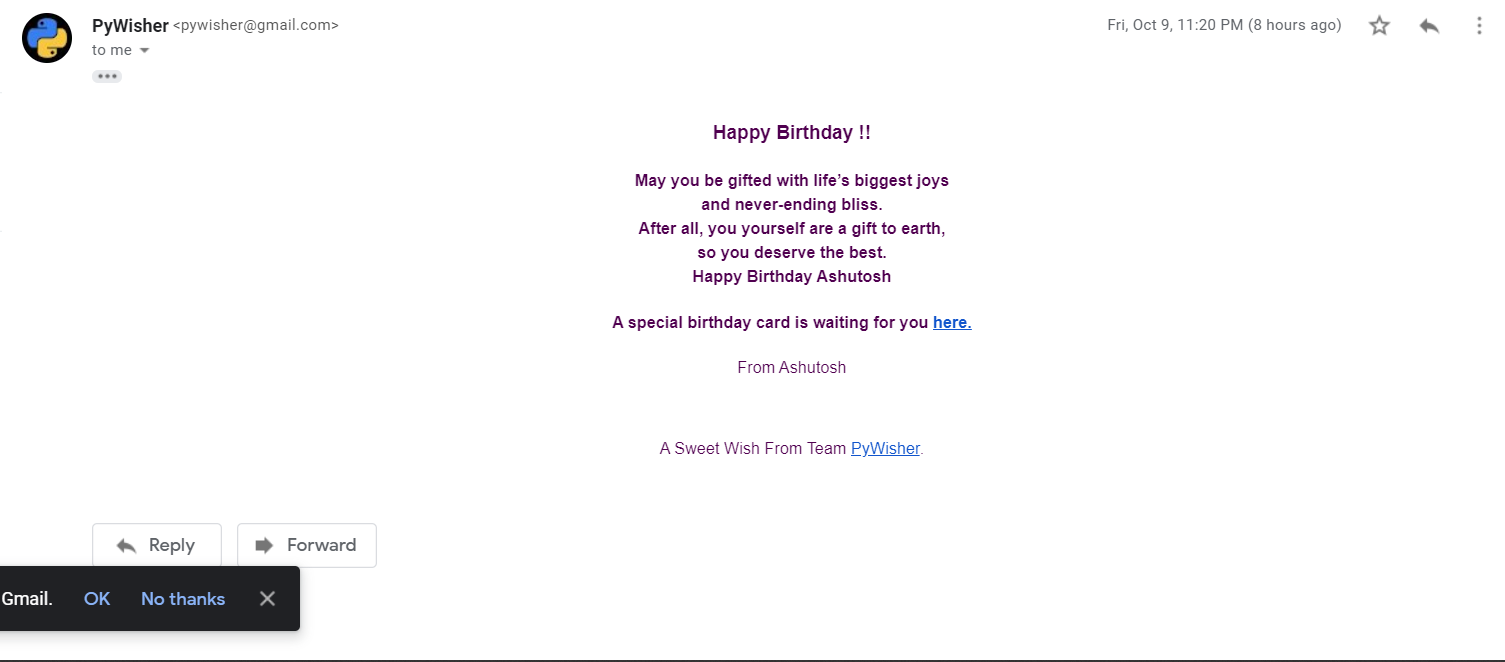 PyWisher <pywisher@gmail.com>
Fri, Oct 9, 11:20 PM (8 hours ago)
to me
Happy Birthday !!
May you be gifted with life’s biggest joys
and never-ending bliss.
After all, you yourself are a gift to earth,
so you deserve the best.
Happy Birthday Ashutosh
A special birthday card is waiting for you here.
From Ashutosh
A Sweet Wish From Team PyWisher.
Reply
Forward
Gmail. OK No thanks